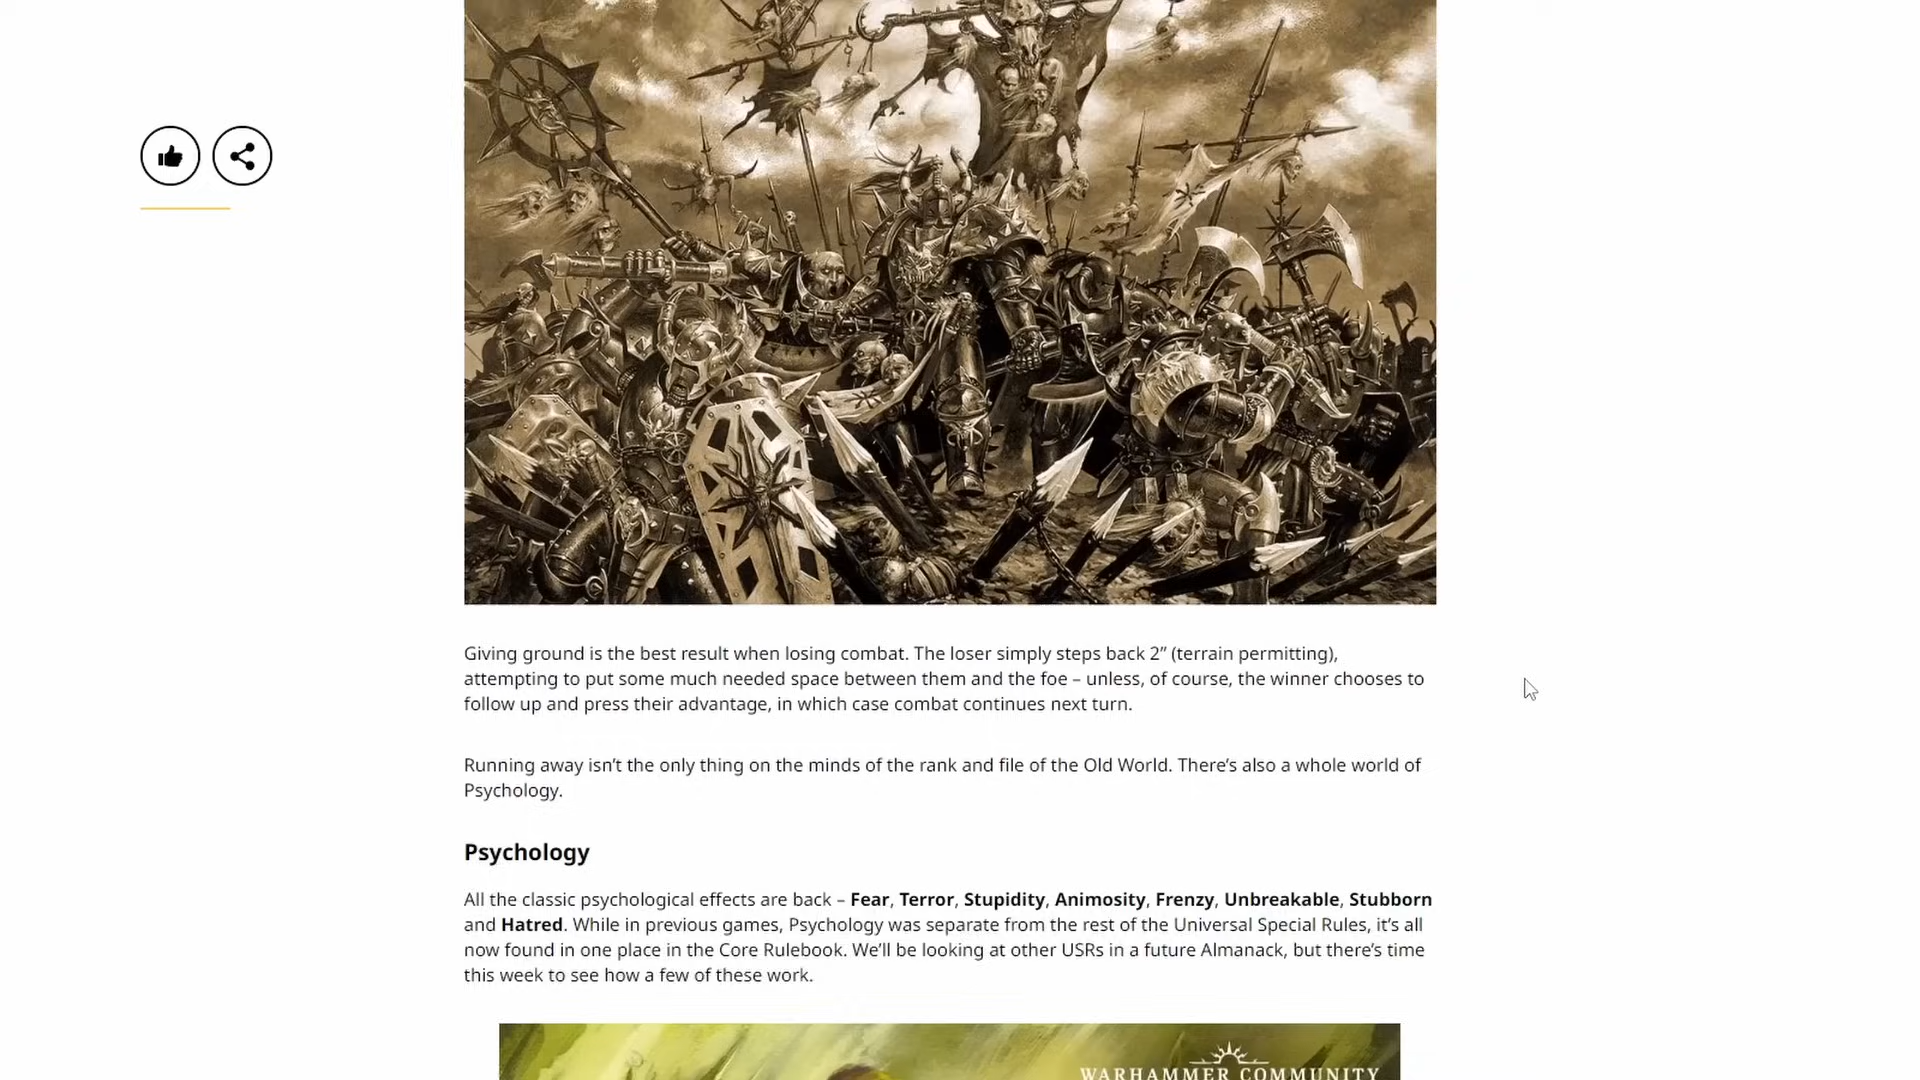 Giving ground is the best result when losing combat. The loser simply steps back 2” (terrain permitting),
attempting to put some much needed space between them and the foe – unless, of course, the winner chooses to
follow up and press their advantage, in which case combat continues next turn.
Running away isn’t the only thing on the minds of the rank and file of the Old World. There’s also a whole world of
Psychology.
Psychology
All the classic psychological effects are back – Fear, Terror, Stupidity, Animosity, Frenzy, Unbreakable, Stubborn
and Hatred. While in previous games, Psychology was separate from the rest of the Universal Special Rules, it’s all
now found in one place in the Core Rulebook. We’ll be looking at other USRs in a future Almanack, but there’s time
this week to see how a few of these work.
WARHAMMER COMMUNITY